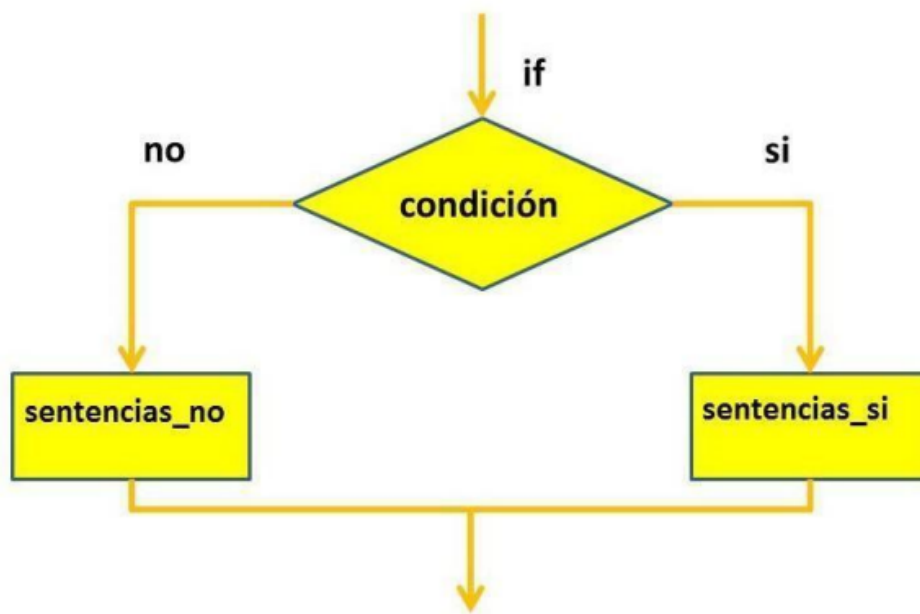 if
no
si
condición
sentencias_no
sentencias_si